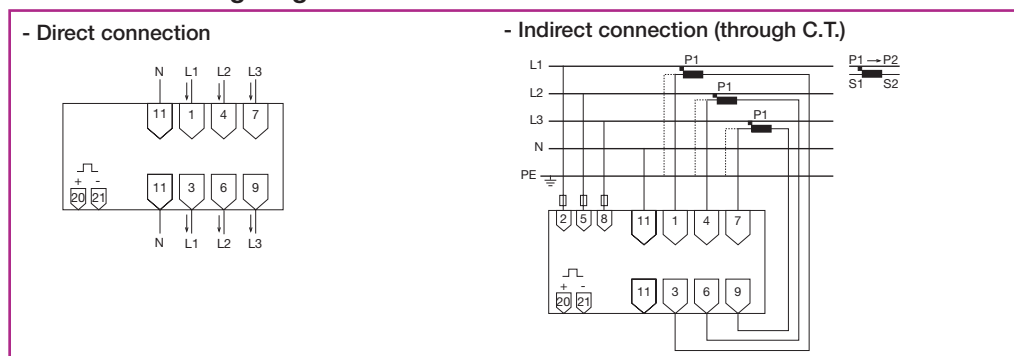 - Direct connection
N L1 L2 L3
11 1 4 7
11 3 6 9
+ -
20 21
N L1 L2 L3
- Indirect connection (through C.T.)
L1 P1 P1 → P2
S1 S2
L2 P1
L3 P1
N
PE
2 5 8 11 1 4 7
11 3 6 9
+ -
20 21